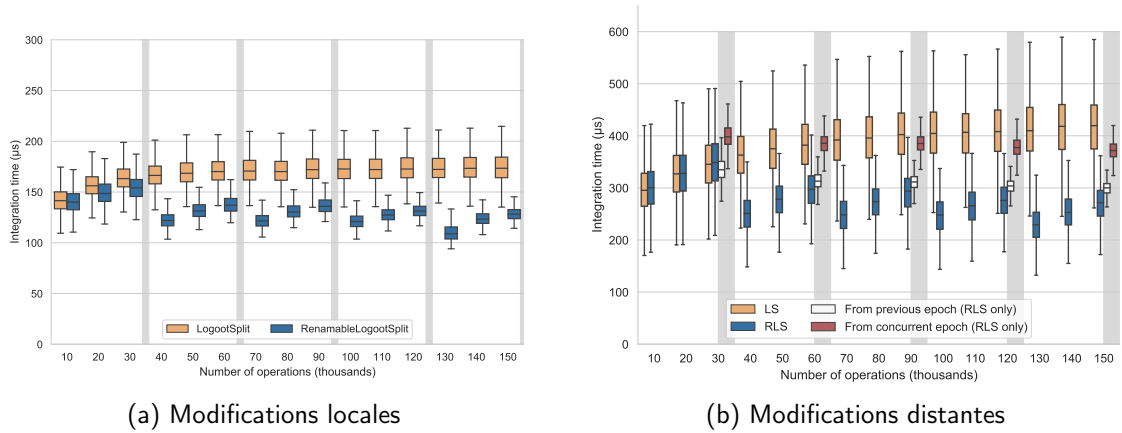 300
250
200
150
100
50
0
Integration time (µs)
LogootSplit
RenamableLogootSplit
10 20 30 40 50 60 70 80 90 100 110 120 130 140 150
Number of operations (thousands)
(a) Modifications locales
600
500
400
300
200
100
0
Integration time (µs)
LS
RLS
From previous epoch (RLS only)
From concurrent epoch (RLS only)
10 20 30 40 50 60 70 80 90 100 110 120 130 140 150
Number of operations (thousands)
(b) Modifications distantes